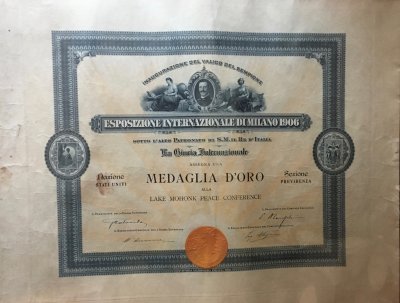 INAUGURAZIONE DEL VALICO DEL SEMPIONE
ESPOSIZIONE INTERNAZIONALE DI MILANO 1906
SOTTO L'ALTO PATRONATO DI S.M. IL RE D'ITALIA
La Giuria Internazionale
ASSEGNA UNA
Nazione
STATI UNITI
MEDAGLIA D'ORO
Sezione
PREVIDENZA
ALLA
LAKE MOHONK PEACE CONFERENCE